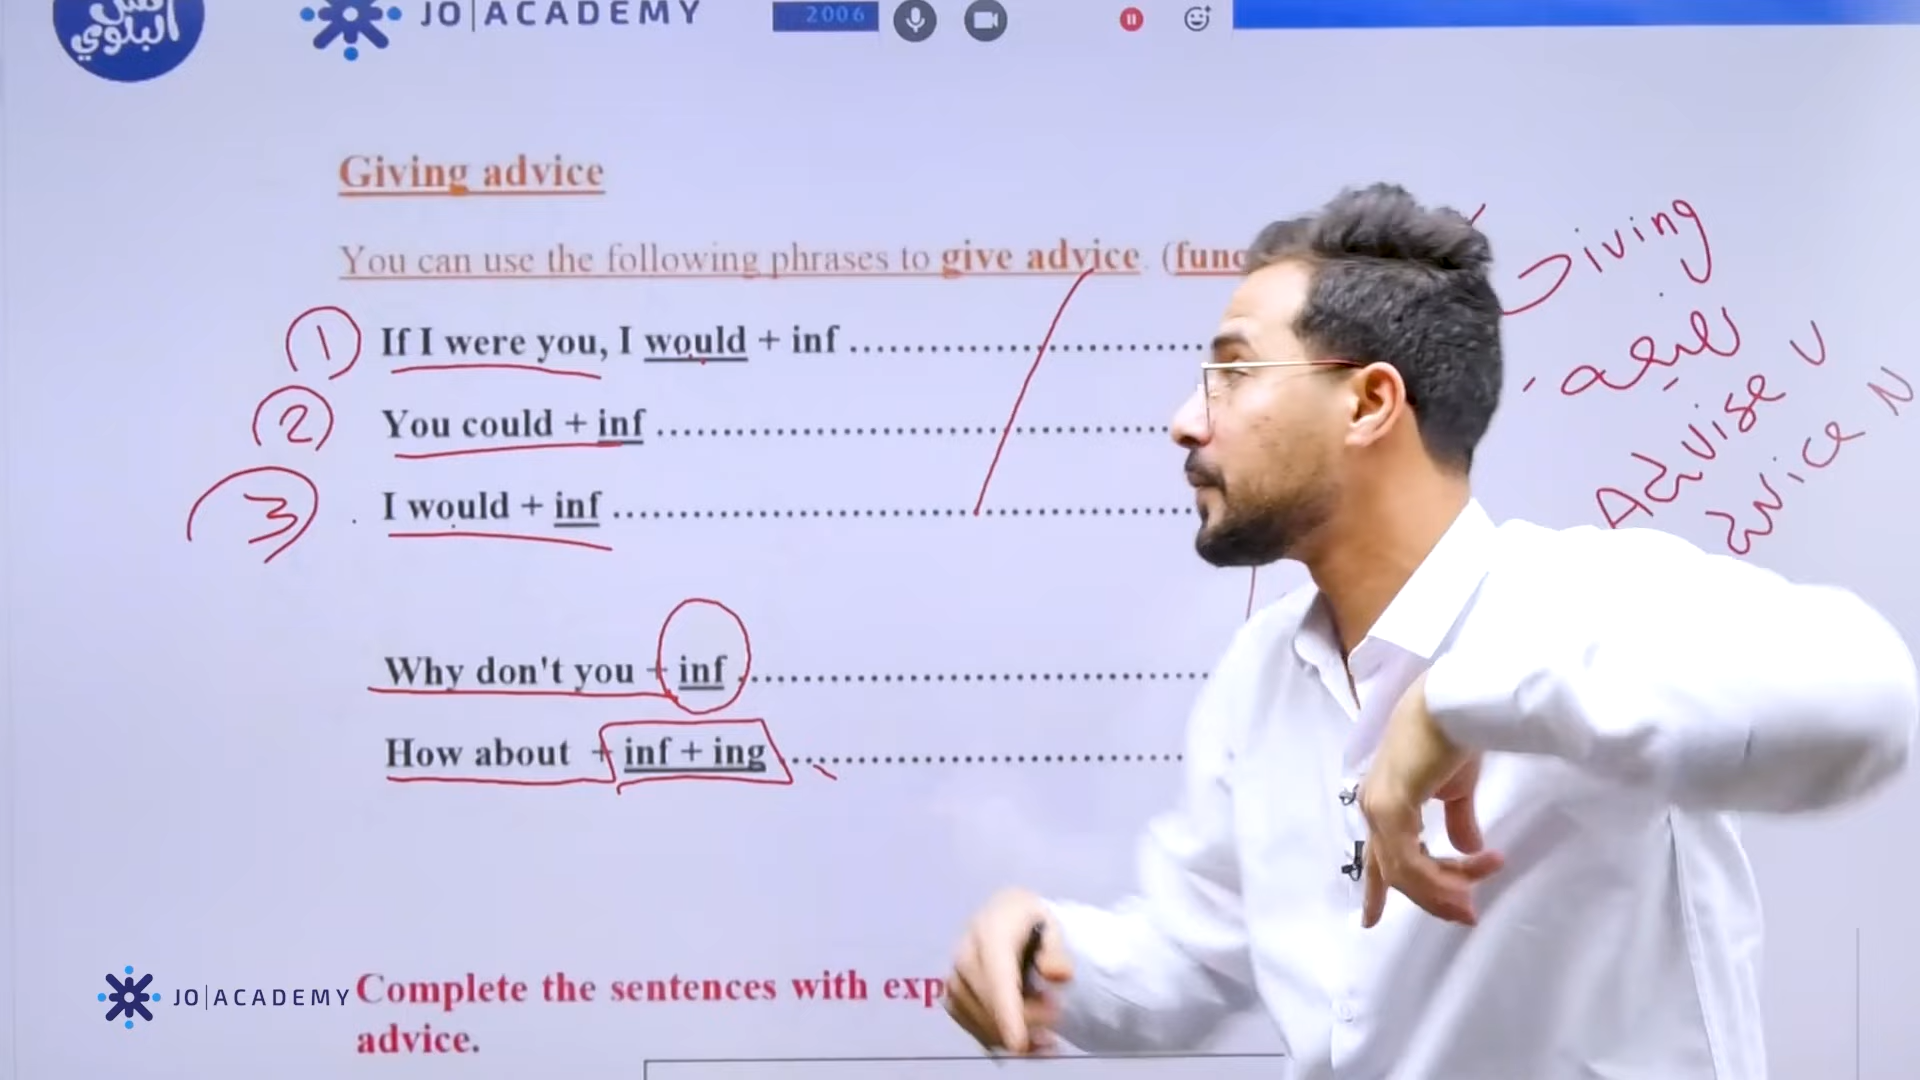 البلوي
JO|ACADEMY
2006
Giving advice
You can use the following phrases to give advice. (func
1 If I were you, I would + inf ........................................
2 You could + inf ........................................
3 I would + inf ........................................
Why don't you + inf ........................................
How about + inf + ing ........................................
JO|ACADEMY
Complete the sentences with exp
advice.
Giving
Advise V
advice N